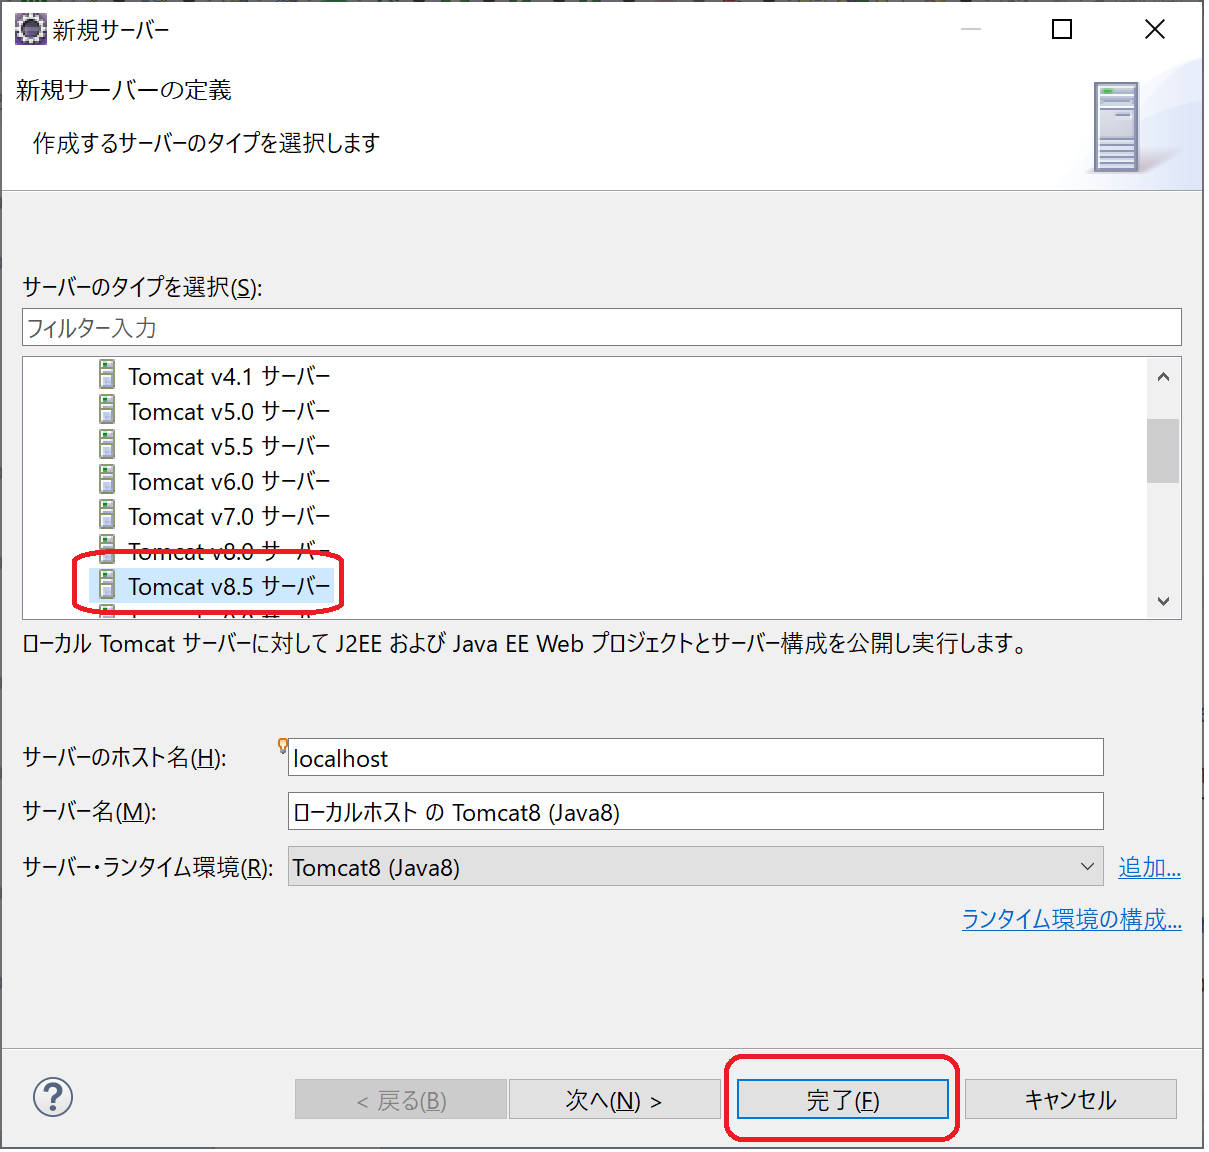 新規サーバー
新規サーバーの定義
作成するサーバーのタイプを選択します
サーバーのタイプを選択(S):
フィルター入力
Tomcat v4.1 サーバー
Tomcat v5.0 サーバー
Tomcat v5.5 サーバー
Tomcat v6.0 サーバー
Tomcat v7.0 サーバー
Tomcat v8.0 サーバー
Tomcat v8.5 サーバー
ローカル Tomcat サーバーに対して J2EE および Java EE Web プロジェクトとサーバー構成を公開し実行します。
サーバーのホスト名(H): localhost
サーバー名(M): ローカルホスト の Tomcat8 (Java8)
サーバー・ランタイム環境(R): Tomcat8 (Java8) 追加...
ランタイム環境の構成...
? < 戻る(B) 次へ(N) > 完了(F) キャンセル